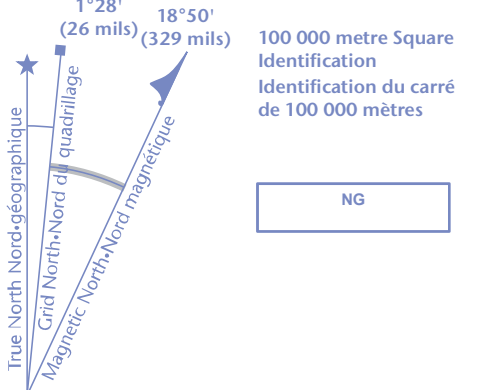 1°28'
(26 mils)
18°50'
(329 mils)
True North Nord•géographique
Grid North•Nord du quadrillage
Magnetic North•Nord magnétique
100 000 metre Square
Identification
Identification du carré
de 100 000 mètres
NG